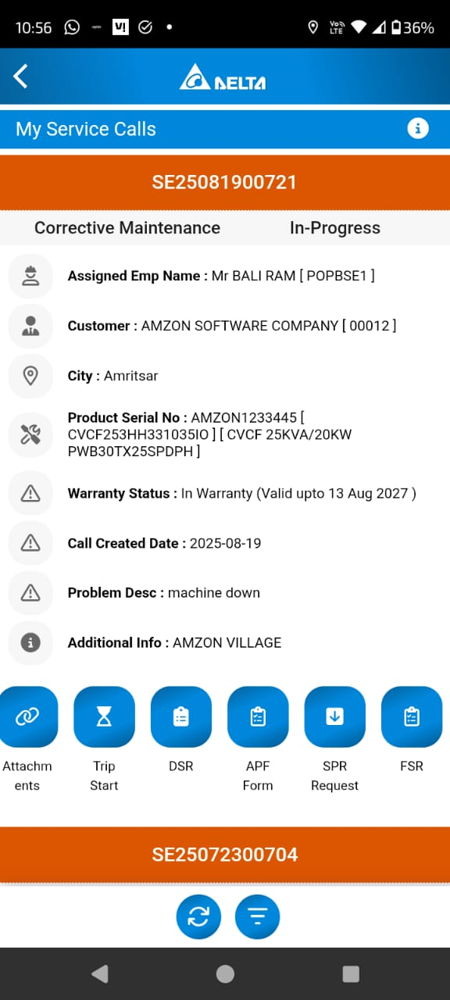 10:56
VoD LTE
36%
DELTA
My Service Calls
SE25081900721
Corrective Maintenance In-Progress
Assigned Emp Name : Mr BALI RAM [ POPBSE1 ]
Customer : AMZON SOFTWARE COMPANY [ 00012 ]
City : Amritsar
Product Serial No : AMZON1233445 [
CVCF253HH331035IO ] [ CVCF 25KVA/20KW
PWB30TX25SPDPH ]
Warranty Status : In Warranty (Valid upto 13 Aug 2027 )
Call Created Date : 2025-08-19
Problem Desc : machine down
Additional Info : AMZON VILLAGE
Attachm
ents
Trip
Start
DSR
APF
Form
SPR
Request
FSR
SE25072300704